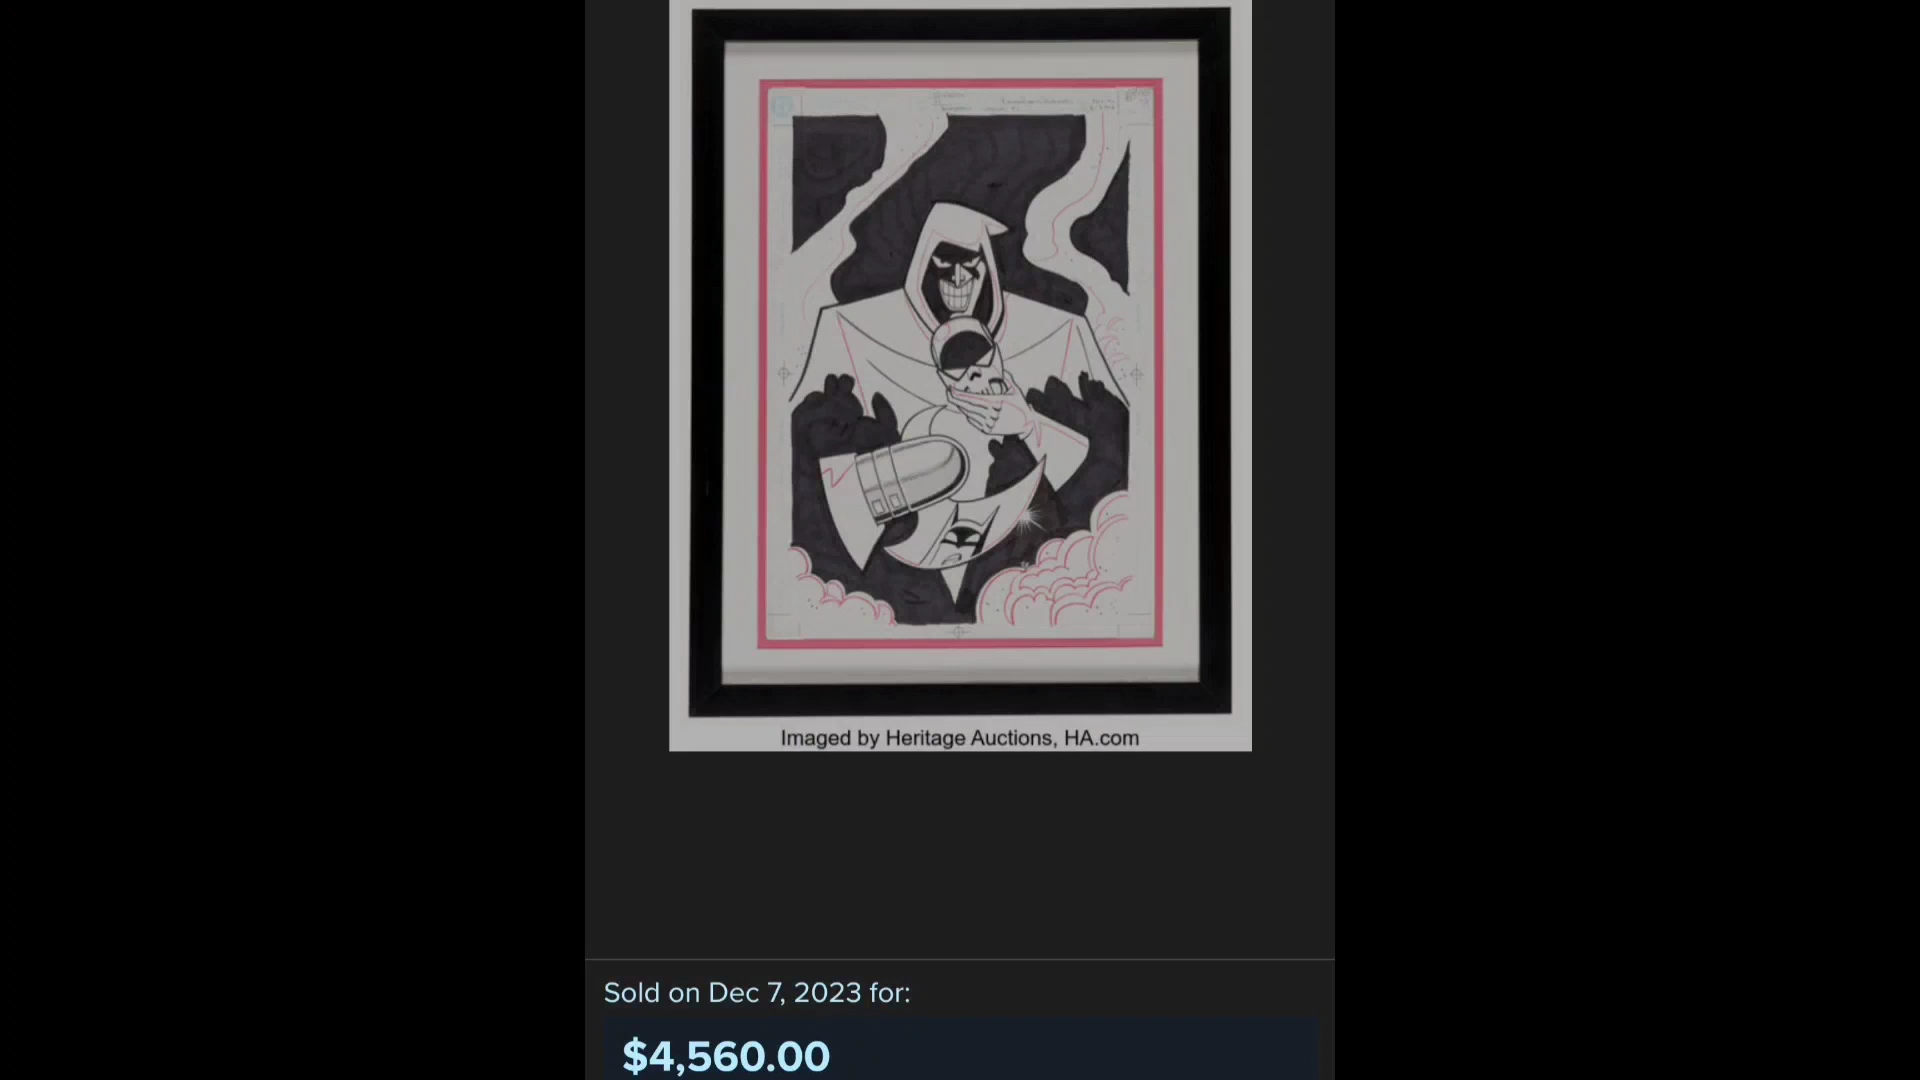 Imaged by Heritage Auctions, HA.com
Sold on Dec 7, 2023 for:
$4,560.00